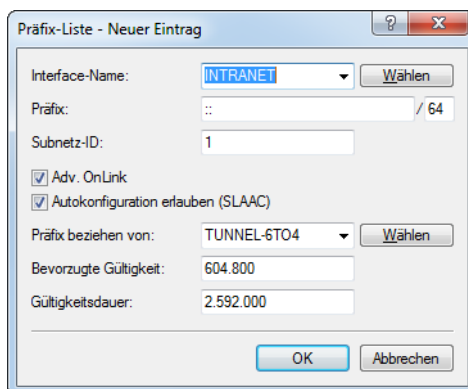 Präfix-Liste - Neuer Eintrag
Interface-Name: INTRANET Wählen
Präfix: :: / 64
Subnetz-ID: 1
Adv. OnLink
Autokonfiguration erlauben (SLAAC)
Präfix beziehen von: TUNNEL-6TO4 Wählen
Bevorzugte Gültigkeit: 604.800
Gültigkeitsdauer: 2.592.000
OK Abbrechen